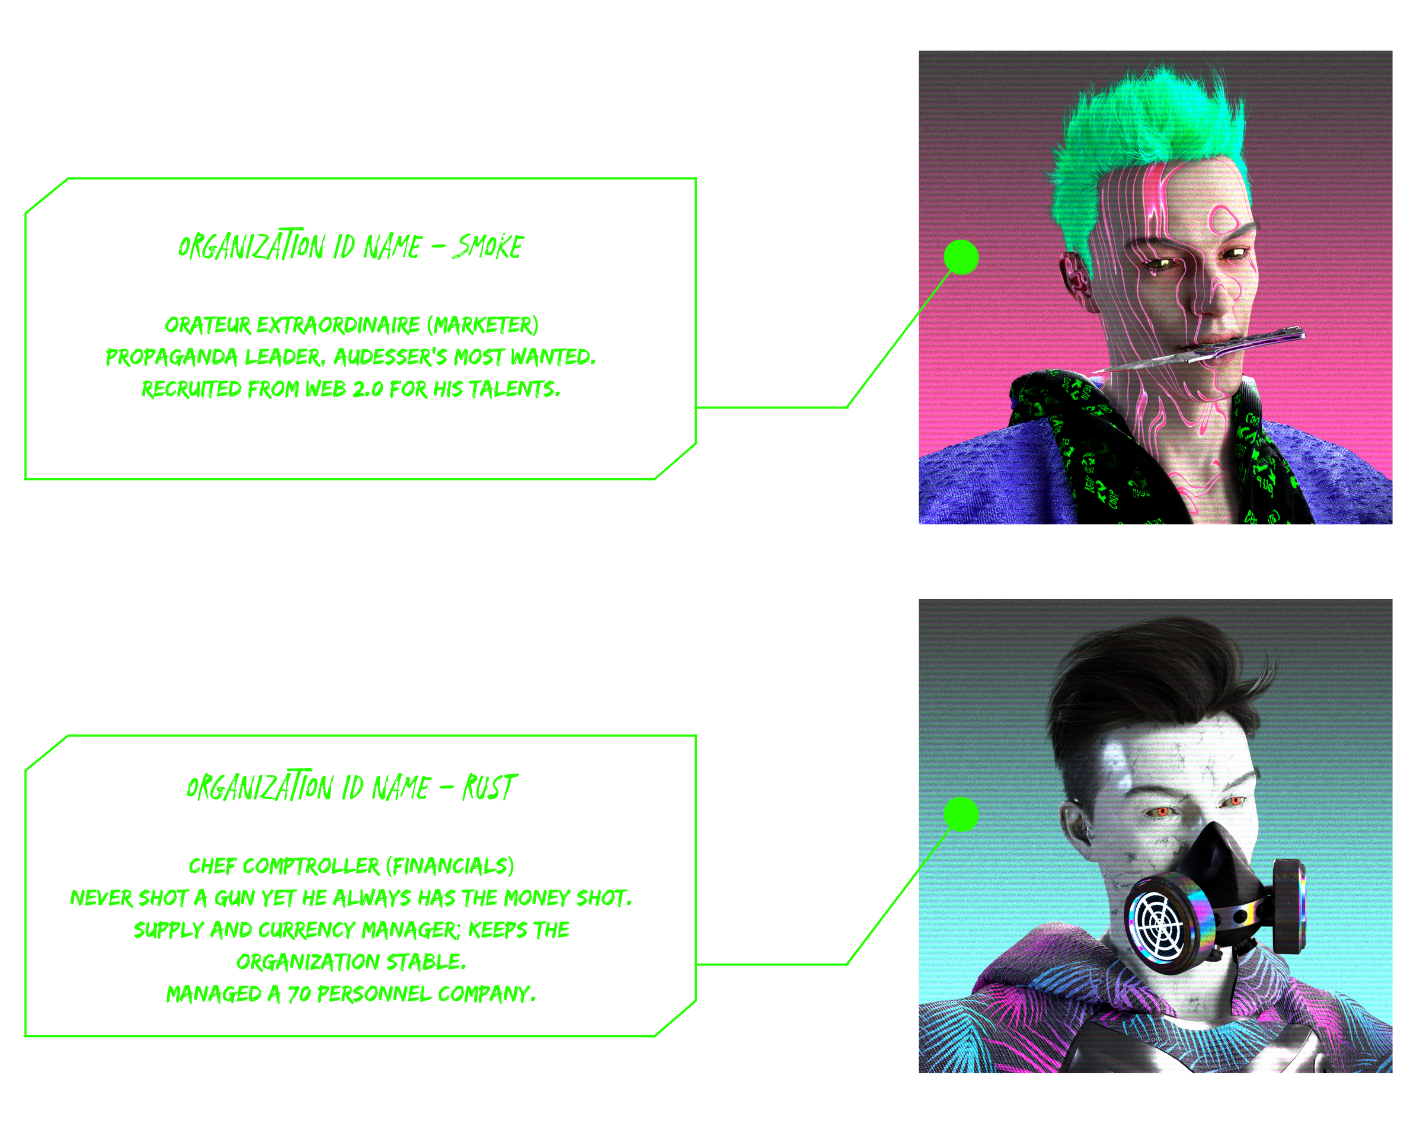 ORGANIZATION ID NAME - SMOKE
ORATEUR EXTRAORDINAIRE (MARKETER)
PROPAGANDA LEADER, AUDESSER'S MOST WANTED.
RECRUITED FROM WEB 2.0 FOR HIS TALENTS.
ORGANIZATION ID NAME - RUST
CHEF COMPTROLLER (FINANCIALS)
NEVER SHOT A GUN YET HE ALWAYS HAS THE MONEY SHOT.
SUPPLY AND CURRENCY MANAGER; KEEPS THE
ORGANIZATION STABLE.
MANAGED A 70 PERSONNEL COMPANY.